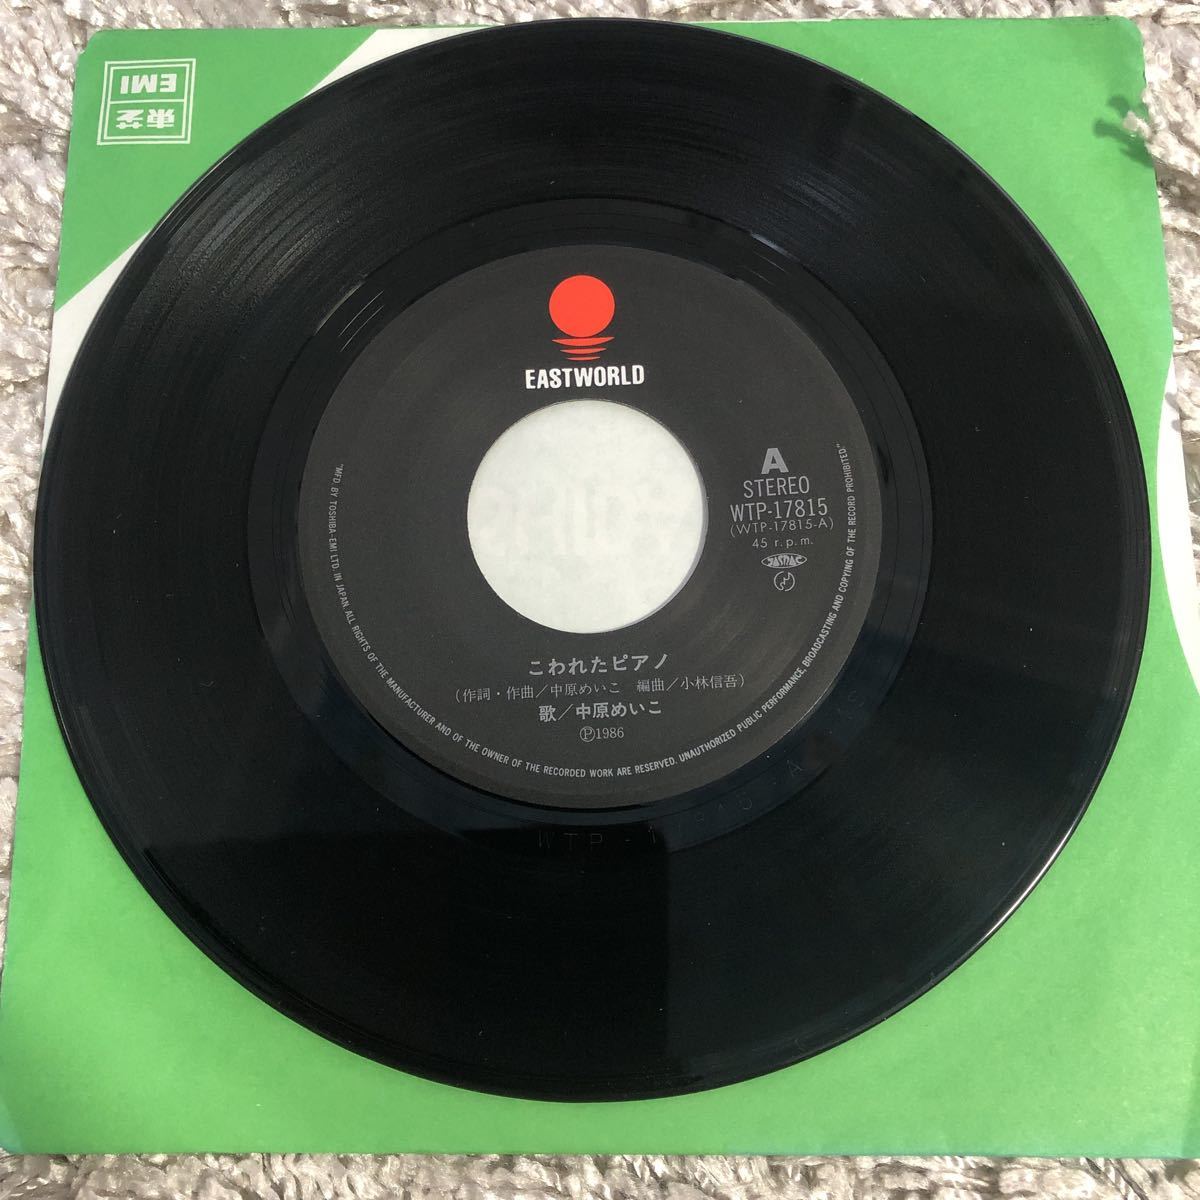 東芝
EMI
EASTWORLD
A
STEREO
WTP-17815
(WTP-17815-A)
45 r.p.m.
JASRAC
こわれたピアノ
(作詞・作曲/中原めいこ 編曲/小林信吾)
歌/中原めいこ
Ⓟ1986
"MFD. BY TOSHIBA-EMI LTD. IN JAPAN. ALL RIGHTS OF THE MANUFACTURER AND OF THE OWNER OF THE RECORDED WORK ARE RESERVED. UNAUTHORIZED PUBLIC PERFORMANCE, BROADCASTING AND COPYING OF THE RECORD PROHIBITED."